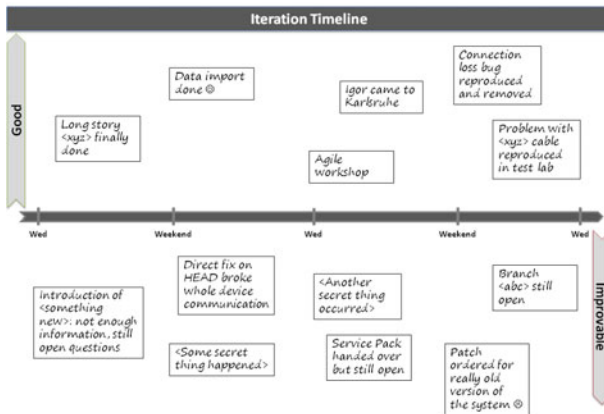 Iteration Timeline
Good
Data import
done ☺
Long story
<xyz> finally
done
Igor came to
Karlsruhe
Agile
workshop
Connection
loss bug
reproduced
and removed
Problem with
<xyz> cable
reproduced
in test lab
Wed
Weekend
Wed
Weekend
Wed
Introduction of
<something
new>: not enough
information, still
open questions
Direct fix on
HEAD broke
whole device
communication
<Some secret
thing happened>
<Another
secret thing
occurred>
Service Pack
handed over
but still open
Branch
<abc> still
open
Patch
ordered for
really old
version of
the system ☹
Improvable